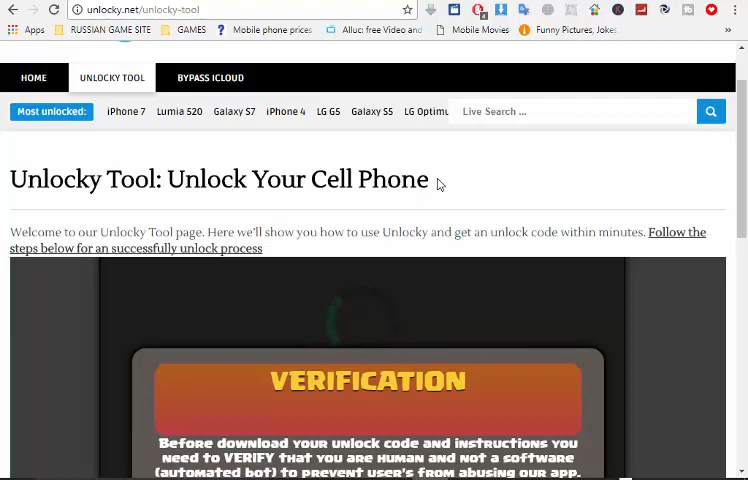 unlocky.net/unlocky-tool
Apps RUSSIAN GAME SITE GAMES Mobile phone prices Alluc: free Video and Mobile Movies Funny Pictures, Jokes, »
HOME UNLOCKY TOOL BYPASS ICLOUD
Most unlocked: iPhone 7 Lumia 520 Galaxy S7 iPhone 4 LG G5 Galaxy S5 LG Optimu Live Search ...
Unlocky Tool: Unlock Your Cell Phone
Welcome to our Unlocky Tool page. Here we'll show you how to use Unlocky and get an unlock code within minutes. Follow the
steps below for an successfully unlock process
VERIFICATION
Before download your unlock code and instructions you
need to VERIFY that you are human and not a software
(automated bot) to prevent user's from abusing our app.